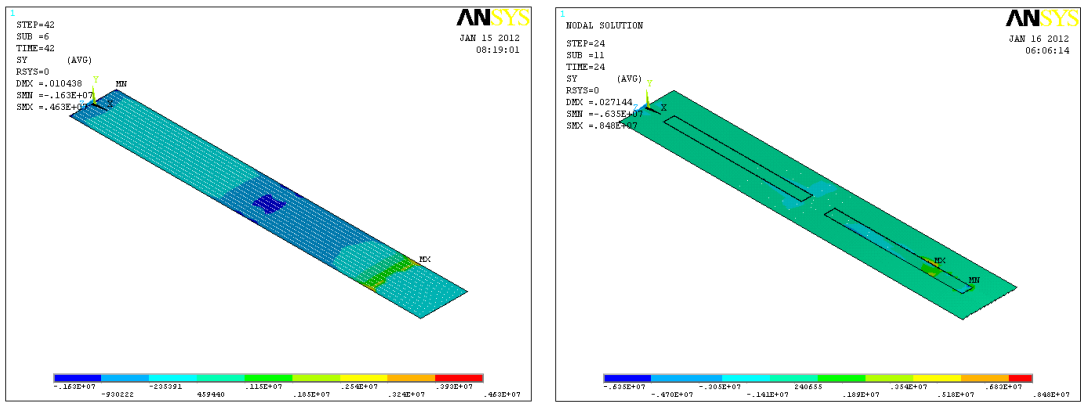 1
ANSYS
STEP=42
SUB =6
TIME=42
SY (AVG)
RSYS=0
DMX =.010438
SMN =-.163E+07
SMX =.463E+07
JAN 15 2012
08:19:01
Y
MN
Z
X
MX
-.163E+07 -235391 .115E+07 .254E+07 .393E+07
-930222 459440 .185E+07 .324E+07 .463E+07
1
ANSYS
NODAL SOLUTION
STEP=24
SUB =11
TIME=24
SY (AVG)
RSYS=0
DMX =.027144
SMN =-.635E+07
SMX =.848E+07
JAN 16 2012
06:06:14
Y
Z
X
MX
MN
-.635E+07 -.305E+07 240655 .354E+07 .683E+07
-.470E+07 -.141E+07 .189E+07 .518E+07 .848E+07